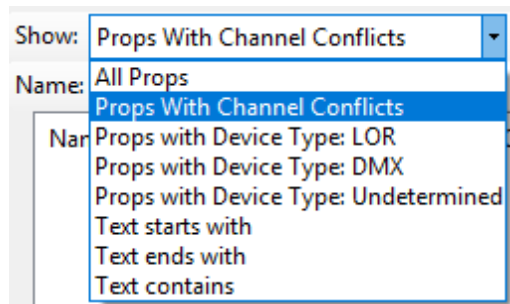 Show: Props With Channel Conflicts
Name: All Props
Props With Channel Conflicts
Nar Props with Device Type: LOR
Props with Device Type: DMX
Props with Device Type: Undetermined
Text starts with
Text ends with
Text contains